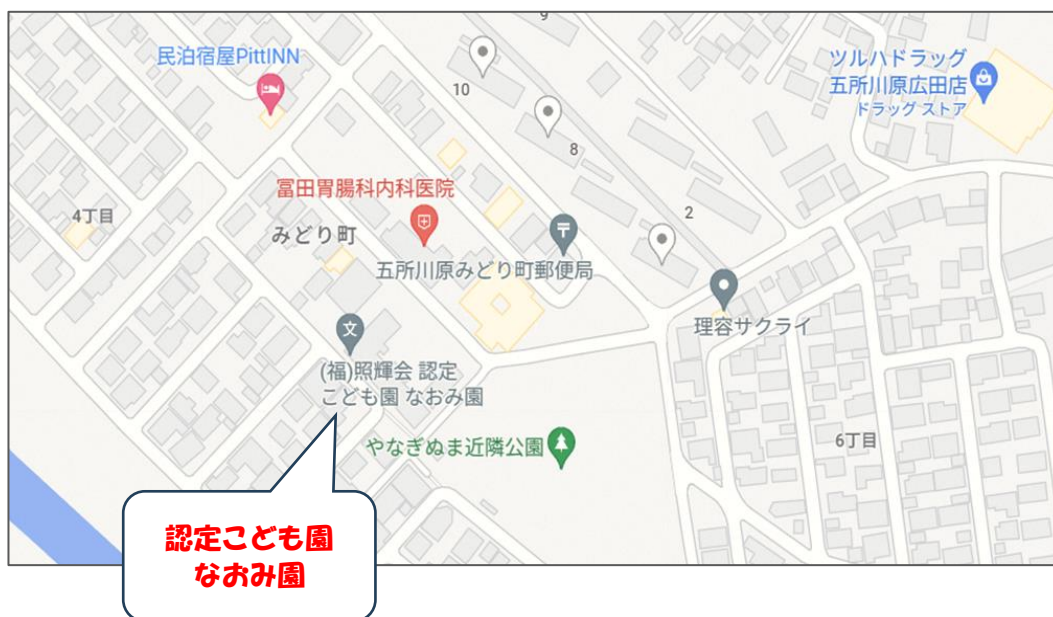 9
民泊宿屋PittINN
10
ツルハドラッグ
五所川原広田店
ドラッグ ストア
8
冨田胃腸科内科医院
4丁目
みどり町
2
五所川原みどり町郵便局
理容サクライ
文
(福)照輝会 認定
こども園 なおみ園
やなぎぬま近隣公園
6丁目
認定こども園
なおみ園